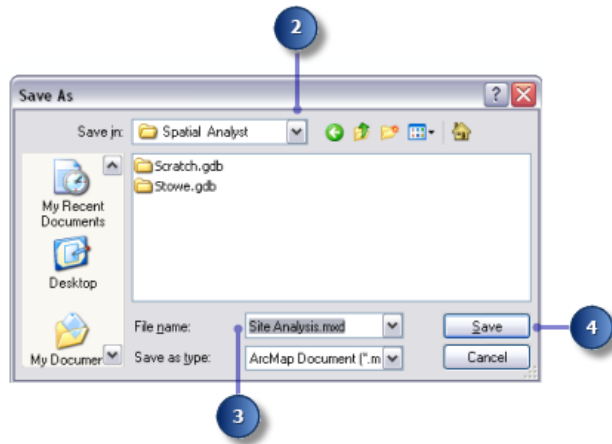 2
Save As
Save in:
Spatial Analyst
Scratch.gdb
Stowe.gdb
My Recent
Documents
Desktop
My Documen
File name:
Site Analysis.mxd
Save
4
Save as type:
ArcMap Document (*.m
Cancel
3